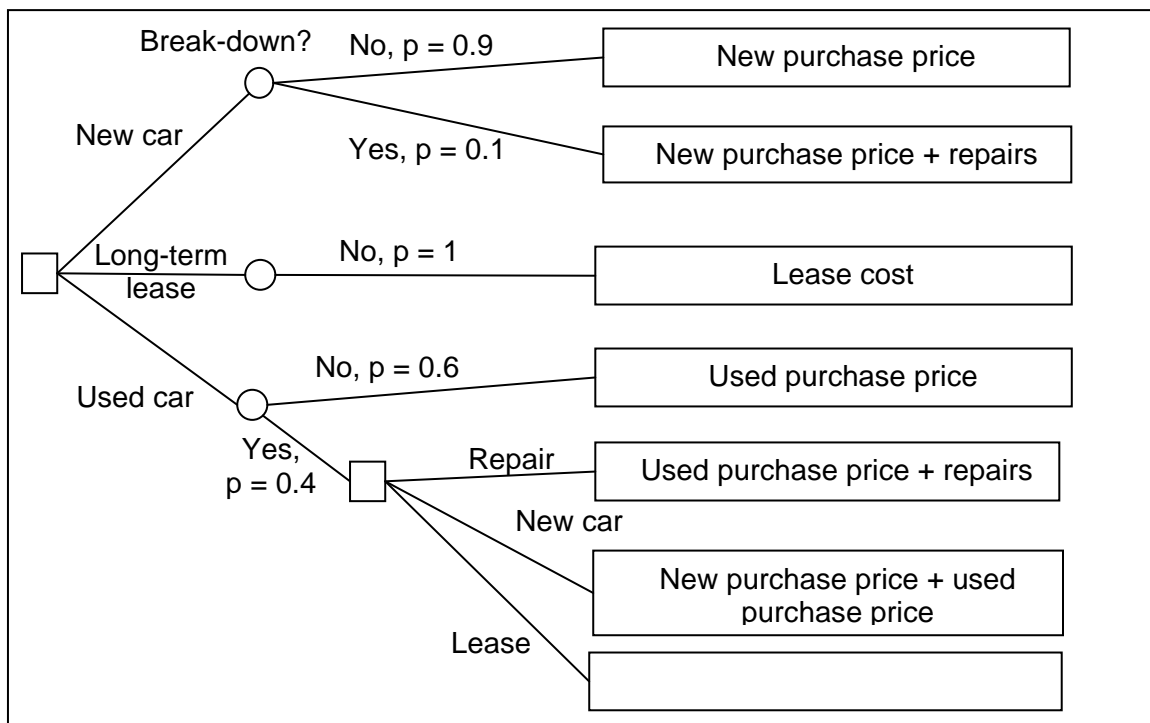 Break-down?
No, p = 0.9
New purchase price
New car
Yes, p = 0.1
New purchase price + repairs
Long-term
lease
No, p = 1
Lease cost
No, p = 0.6
Used purchase price
Used car
Yes,
p = 0.4
Repair
Used purchase price + repairs
New car
New purchase price + used
purchase price
Lease